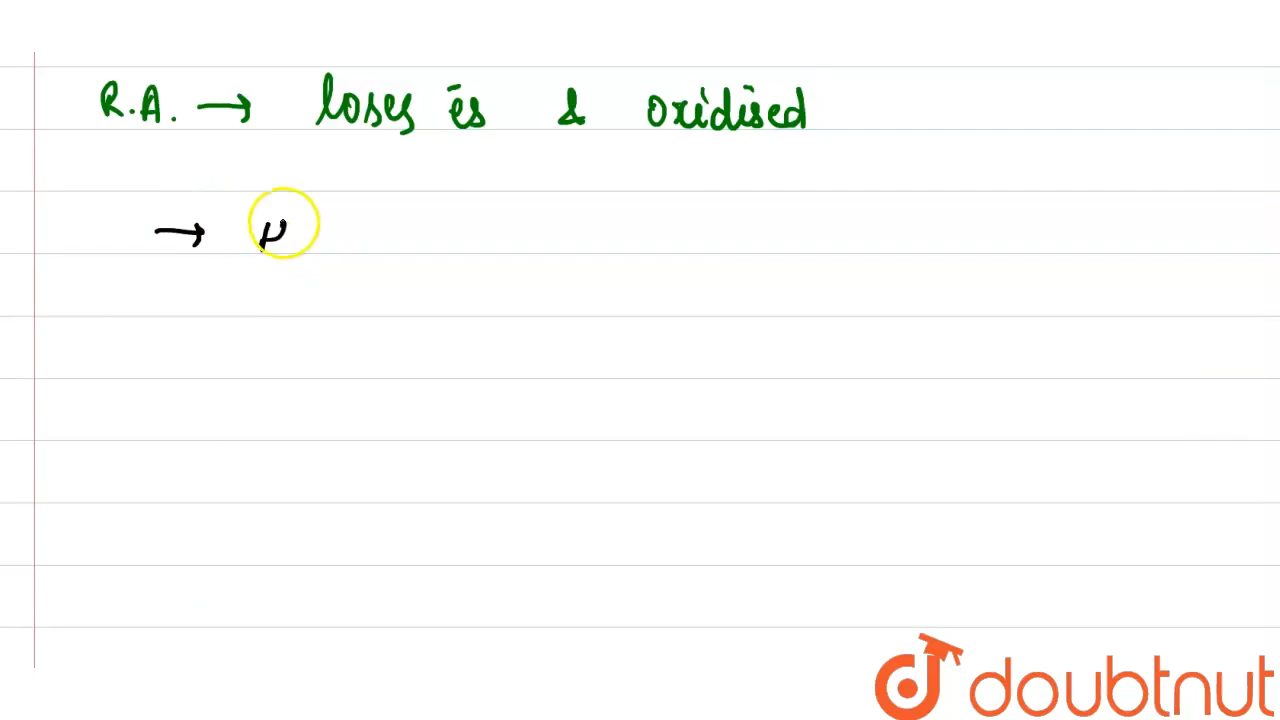 R.A. → loses ēs & oxidised
→
doubtnut